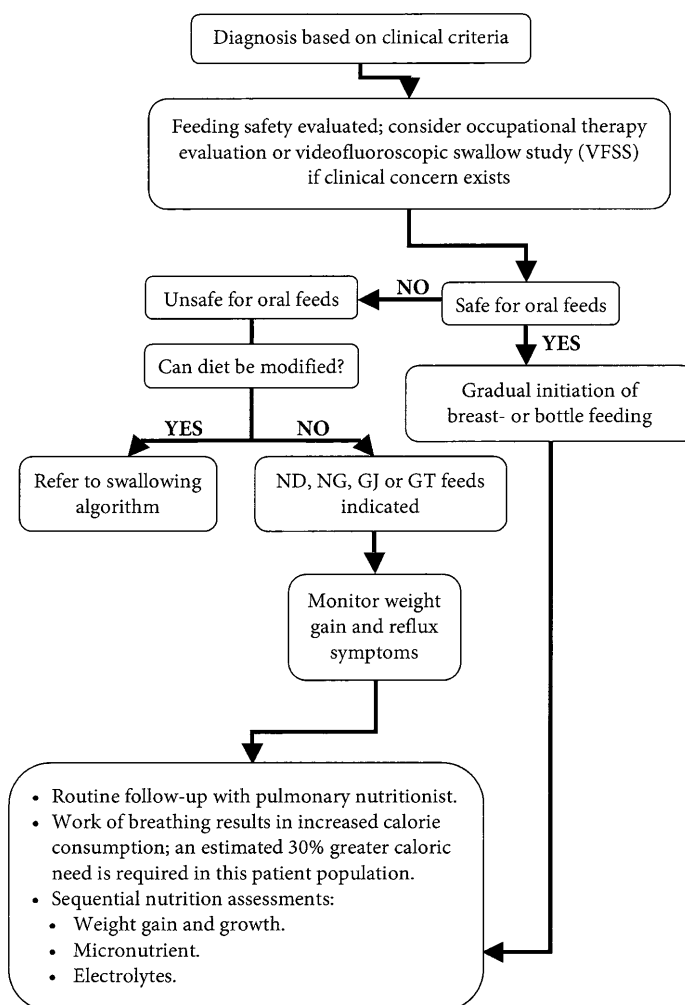 Diagnosis based on clinical criteria
Feeding safety evaluated; consider occupational therapy
evaluation or videofluoroscopic swallow study (VFSS)
if clinical concern exists
Unsafe for oral feeds
NO
Safe for oral feeds
YES
Can diet be modified?
Gradual initiation of
breast- or bottle feeding
YES
NO
Refer to swallowing
algorithm
ND, NG, GJ or GT feeds
indicated
Monitor weight
gain and reflux
symptoms
• Routine follow-up with pulmonary nutritionist.
• Work of breathing results in increased calorie
consumption; an estimated 30% greater caloric
need is required in this patient population.
• Sequential nutrition assessments:
• Weight gain and growth.
• Micronutrient.
• Electrolytes.